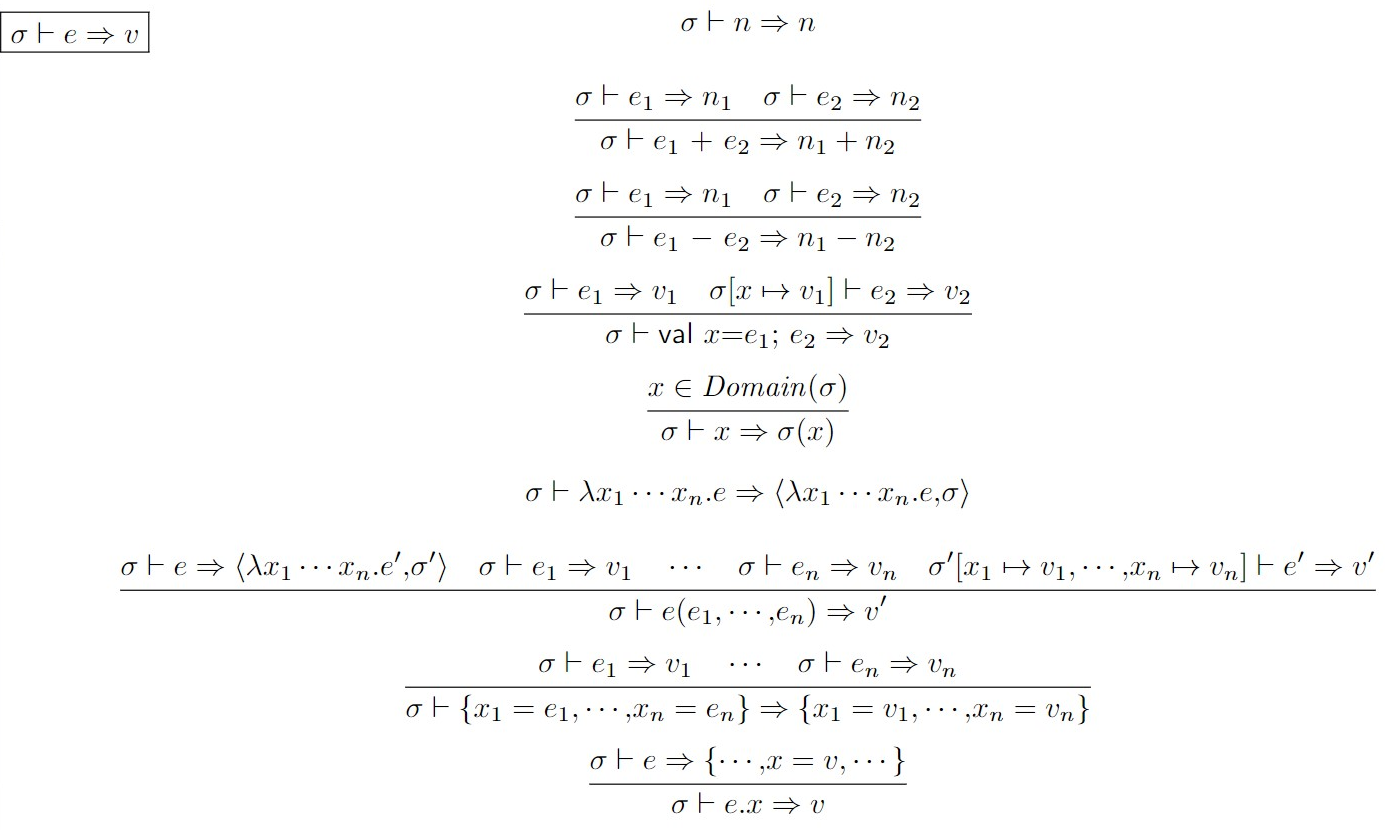 σ ⊢ e ⇒ v
σ ⊢ n ⇒ n
σ ⊢ e₁ ⇒ n₁ σ ⊢ e₂ ⇒ n₂
σ ⊢ e₁ + e₂ ⇒ n₁ + n₂
σ ⊢ e₁ ⇒ n₁ σ ⊢ e₂ ⇒ n₂
σ ⊢ e₁ − e₂ ⇒ n₁ − n₂
σ ⊢ e₁ ⇒ v₁ σ[x ↦ v₁] ⊢ e₂ ⇒ v₂
σ ⊢ val x=e₁; e₂ ⇒ v₂
x ∈ Domain(σ)
σ ⊢ x ⇒ σ(x)
σ ⊢ λx₁ ⋯ xₙ.e ⇒ ⟨λx₁ ⋯ xₙ.e,σ⟩
σ ⊢ e ⇒ ⟨λx₁ ⋯ xₙ.e′,σ′⟩ σ ⊢ e₁ ⇒ v₁ ⋯ σ ⊢ eₙ ⇒ vₙ σ′[x₁ ↦ v₁, ⋯ ,xₙ ↦ vₙ] ⊢ e′ ⇒ v′
σ ⊢ e(e₁, ⋯ ,eₙ) ⇒ v′
σ ⊢ e₁ ⇒ v₁ ⋯ σ ⊢ eₙ ⇒ vₙ
σ ⊢ {x₁ = e₁, ⋯ ,xₙ = eₙ} ⇒ {x₁ = v₁, ⋯ ,xₙ = vₙ}
σ ⊢ e ⇒ {⋯ ,x = v, ⋯}
σ ⊢ e.x ⇒ v